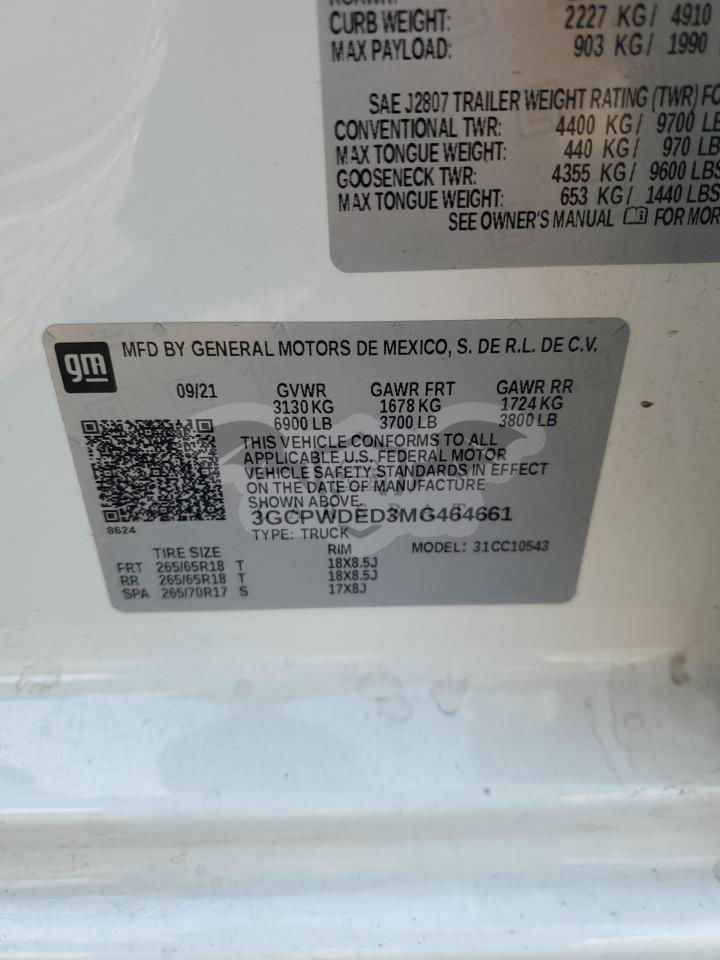 CURB WEIGHT: 2227 KG/ 4910
MAX PAYLOAD: 903 KG/ 1990
SAE J2807 TRAILER WEIGHT RATING (TWR) FO
CONVENTIONAL TWR: 4400 KG/ 9700 LB
MAX TONGUE WEIGHT: 440 KG/ 970 LB
GOOSENECK TWR: 4355 KG/ 9600 LBS
MAX TONGUE WEIGHT: 653 KG/ 1440 LBS
SEE OWNER'S MANUAL FOR MOR
gm MFD BY GENERAL MOTORS DE MEXICO, S. DE R.L. DE C.V.
09/21 GVWR GAWR FRT GAWR RR
3130 KG 1678 KG 1724 KG
6900 LB 3700 LB 3800 LB
THIS VEHICLE CONFORMS TO ALL
APPLICABLE U.S. FEDERAL MOTOR
VEHICLE SAFETY STANDARDS IN EFFECT
ON THE DATE OF MANUFACTURE
SHOWN ABOVE.
8624 3GCPWDED3MG464661
TYPE: TRUCK MODEL: 31CC10543
TIRE SIZE RIM
FRT 265/65R18 T 18X8.5J
RR 265/65R18 T 18X8.5J
SPA 265/70R17 S 17X8J